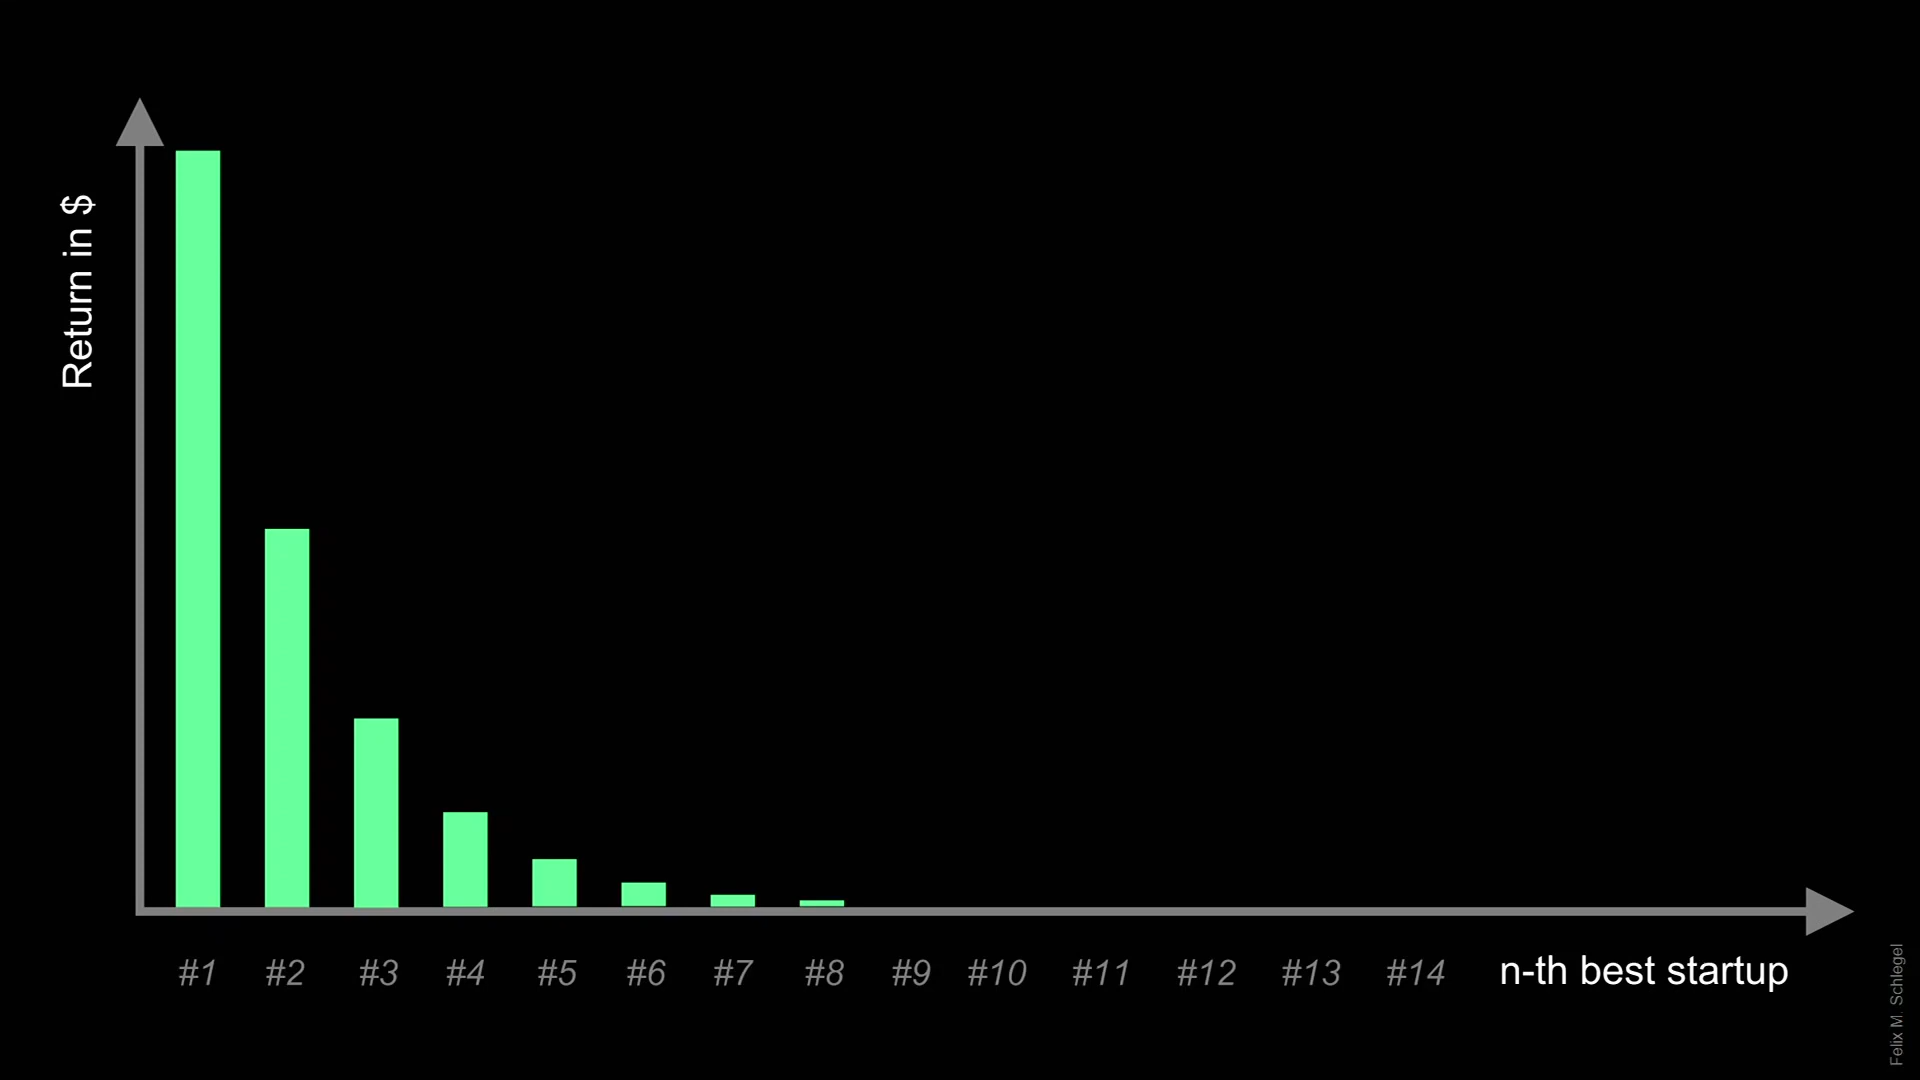 Return in $
#1 #2 #3 #4 #5 #6 #7 #8 #9 #10 #11 #12 #13 #14 n-th best startup
Felix M. Schlegel